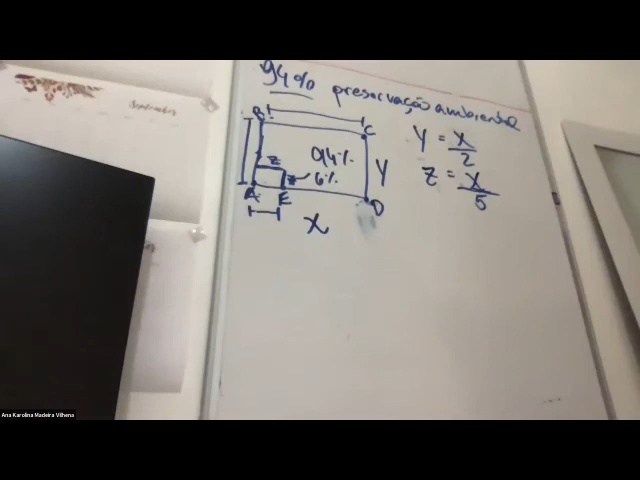 94% preservação ambiental
B
C
Y = x/2
z
94%
Y
z = x/5
z
6%
A
E
D
x
Ana Karolina Madeira Vilhena